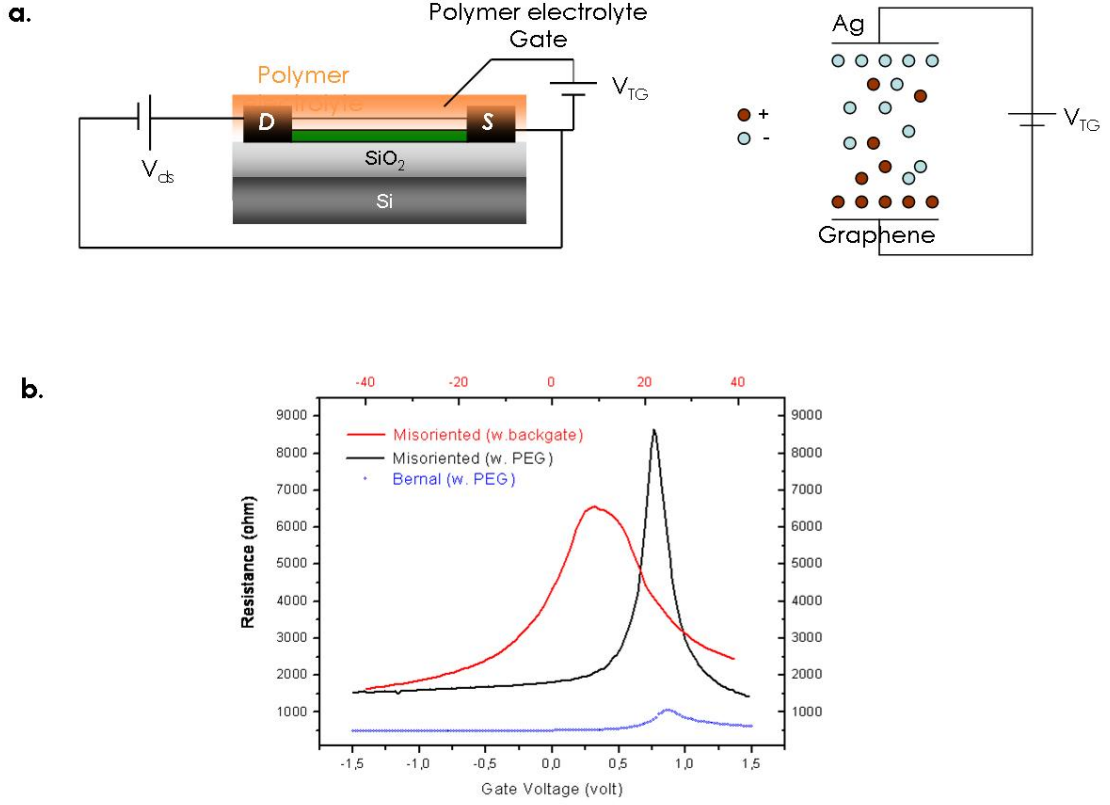 a.
Polymer electrolyte
Gate
Polymer
electrolyte
D
S
V_TG
V_ds
SiO2
Si
Ag
+
-
V_TG
Graphene
b.
-40 -20 0 20 40
9000 9000
8000 8000
7000 7000
6000 6000
5000 5000
4000 4000
3000 3000
2000 2000
1000 1000
Misoriented (w.backgate)
Misoriented (w. PEG)
Bernal (w. PEG)
Resistance (ohm)
-1,5 -1,0 -0,5 0,0 0,5 1,0 1,5
Gate Voltage (volt)